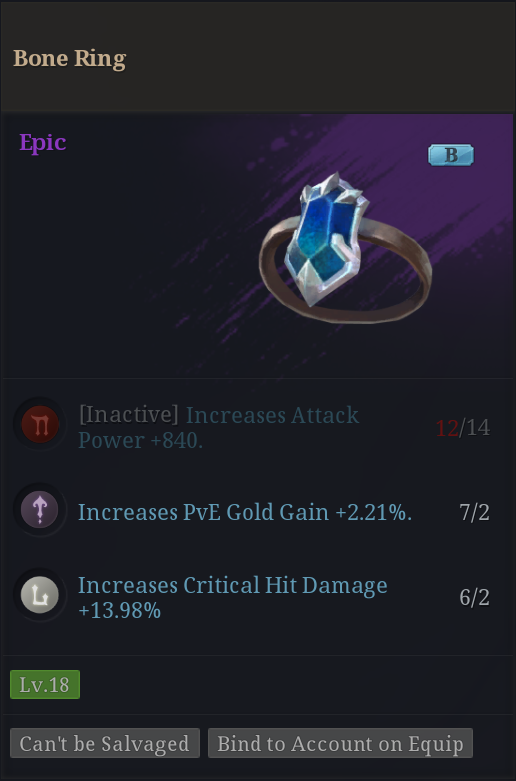 Bone Ring
Epic
B
[Inactive] Increases Attack
Power +840.
12/14
Increases PvE Gold Gain +2.21%.
7/2
Increases Critical Hit Damage
+13.98%
6/2
Lv.18
Can't be Salvaged
Bind to Account on Equip